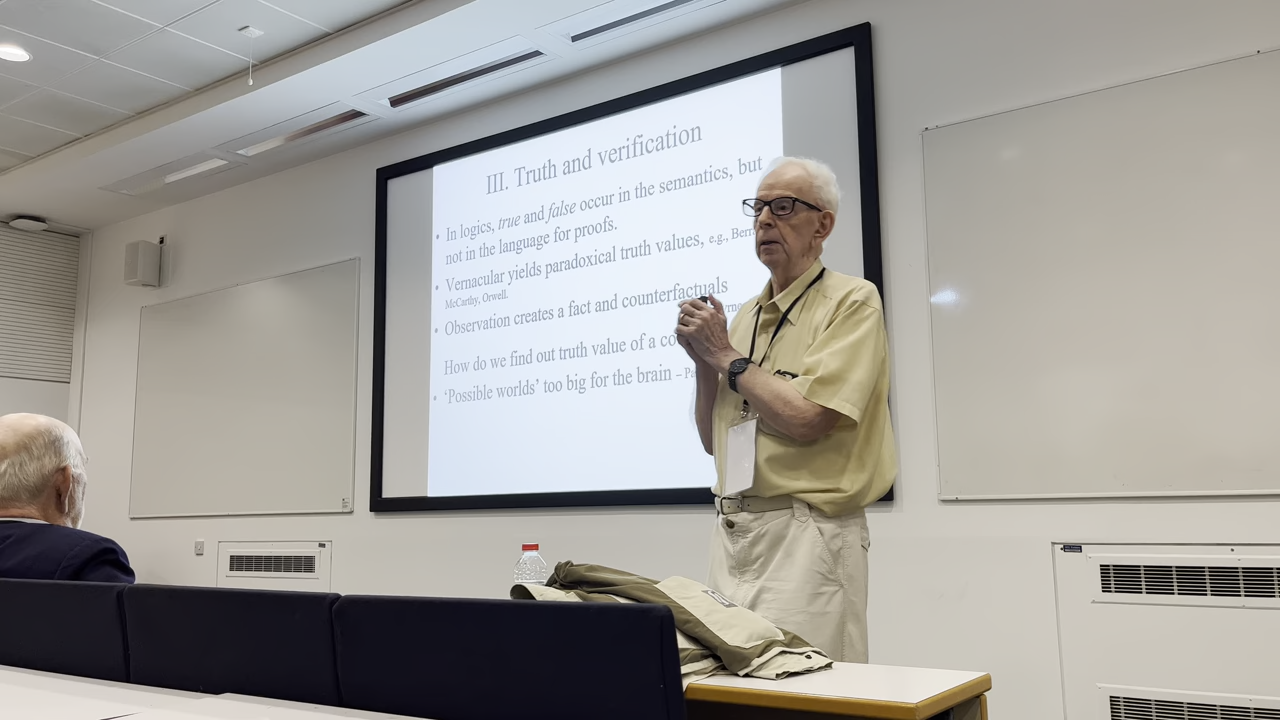 III. Truth and verification
• In logics, true and false occur in the semantics, but
not in the language for proofs.
• Vernacular yields paradoxical truth values, e.g.,
McCarthy, Orwell.
• Observation creates a fact and counterfactuals
How do we find out truth value of a
• 'Possible worlds' too big for the brain –